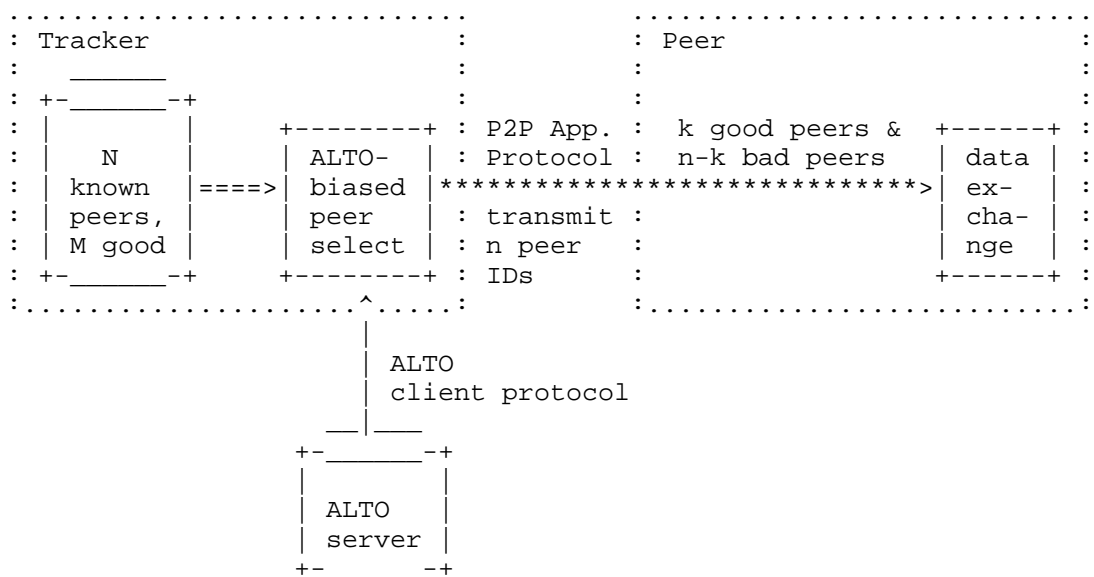 Tracker Peer
P2P App. k good peers &
N ALTO- Protocol n-k bad peers data
known ====> biased ********************************> ex-
peers, peer transmit cha-
M good select n peer nge
IDs
ALTO
client protocol
ALTO
server